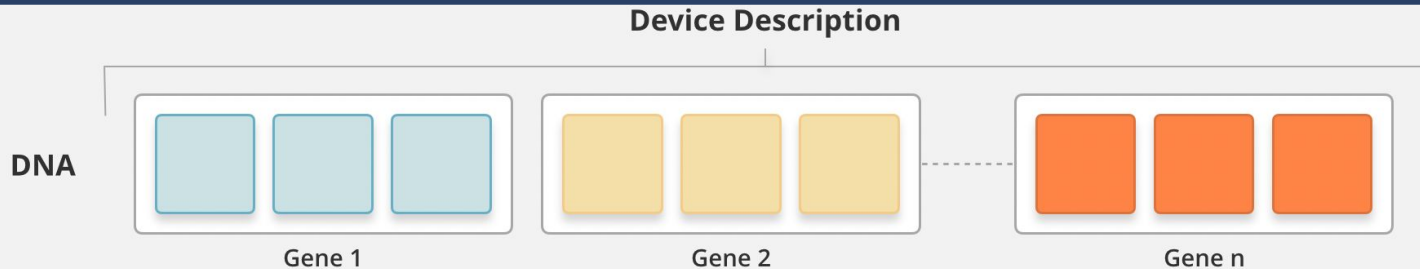 Device Description
DNA
Gene 1
Gene 2
Gene n